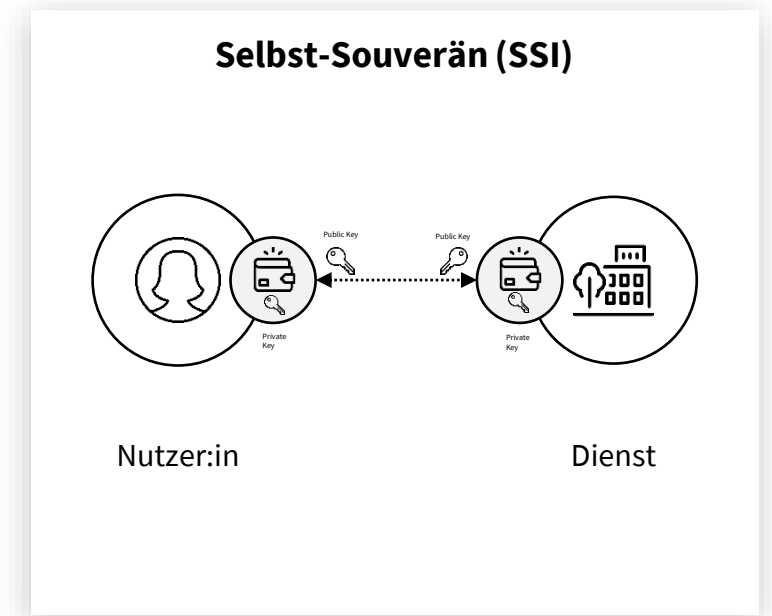 Selbst-Souverän (SSI)
Public Key
Public Key
Private
Key
Private
Key
Nutzer:in
Dienst